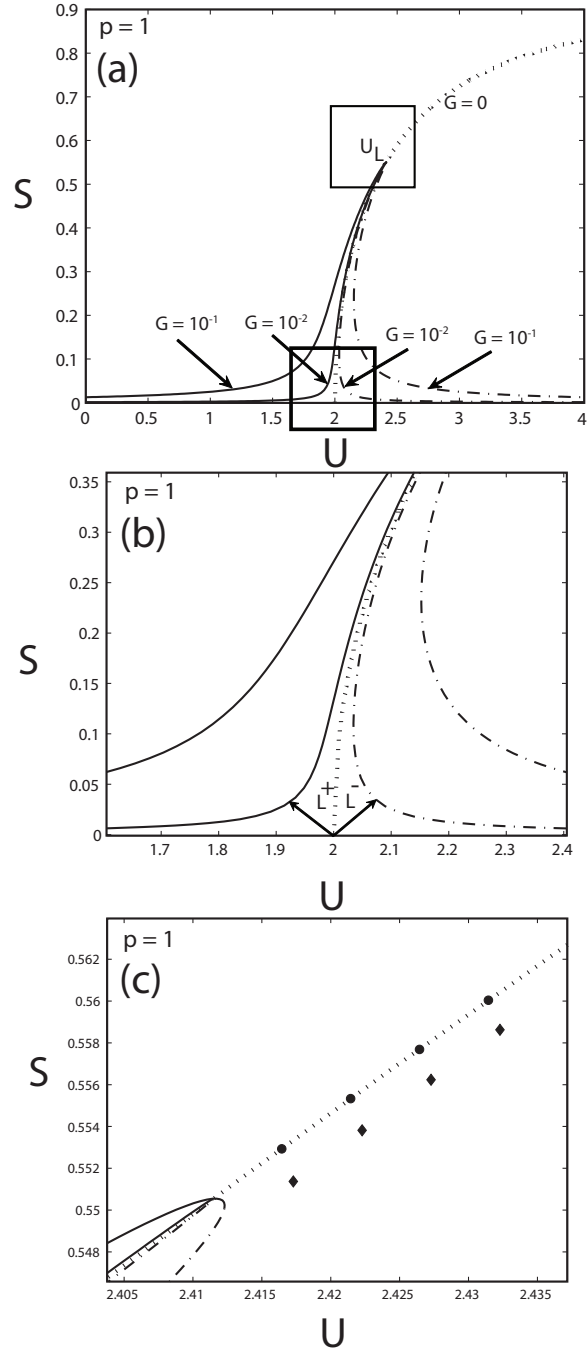 p = 1
(a)
0.9
0.8
0.7
0.6
0.5
0.4
0.3
0.2
0.1
0
S
G = 0
U_L
G = 10^-1
G = 10^-2
G = 10^-2
G = 10^-1
0 0.5 1 1.5 2 2.5 3 3.5 4
U
p = 1
(b)
0.35
0.3
0.25
0.2
0.15
0.1
0.05
0
S
L^+ L^-
1.7 1.8 1.9 2 2.1 2.2 2.3 2.4
U
p = 1
(c)
0.562
0.56
0.558
0.556
0.554
0.552
0.55
0.548
S
2.405 2.41 2.415 2.42 2.425 2.43 2.435
U